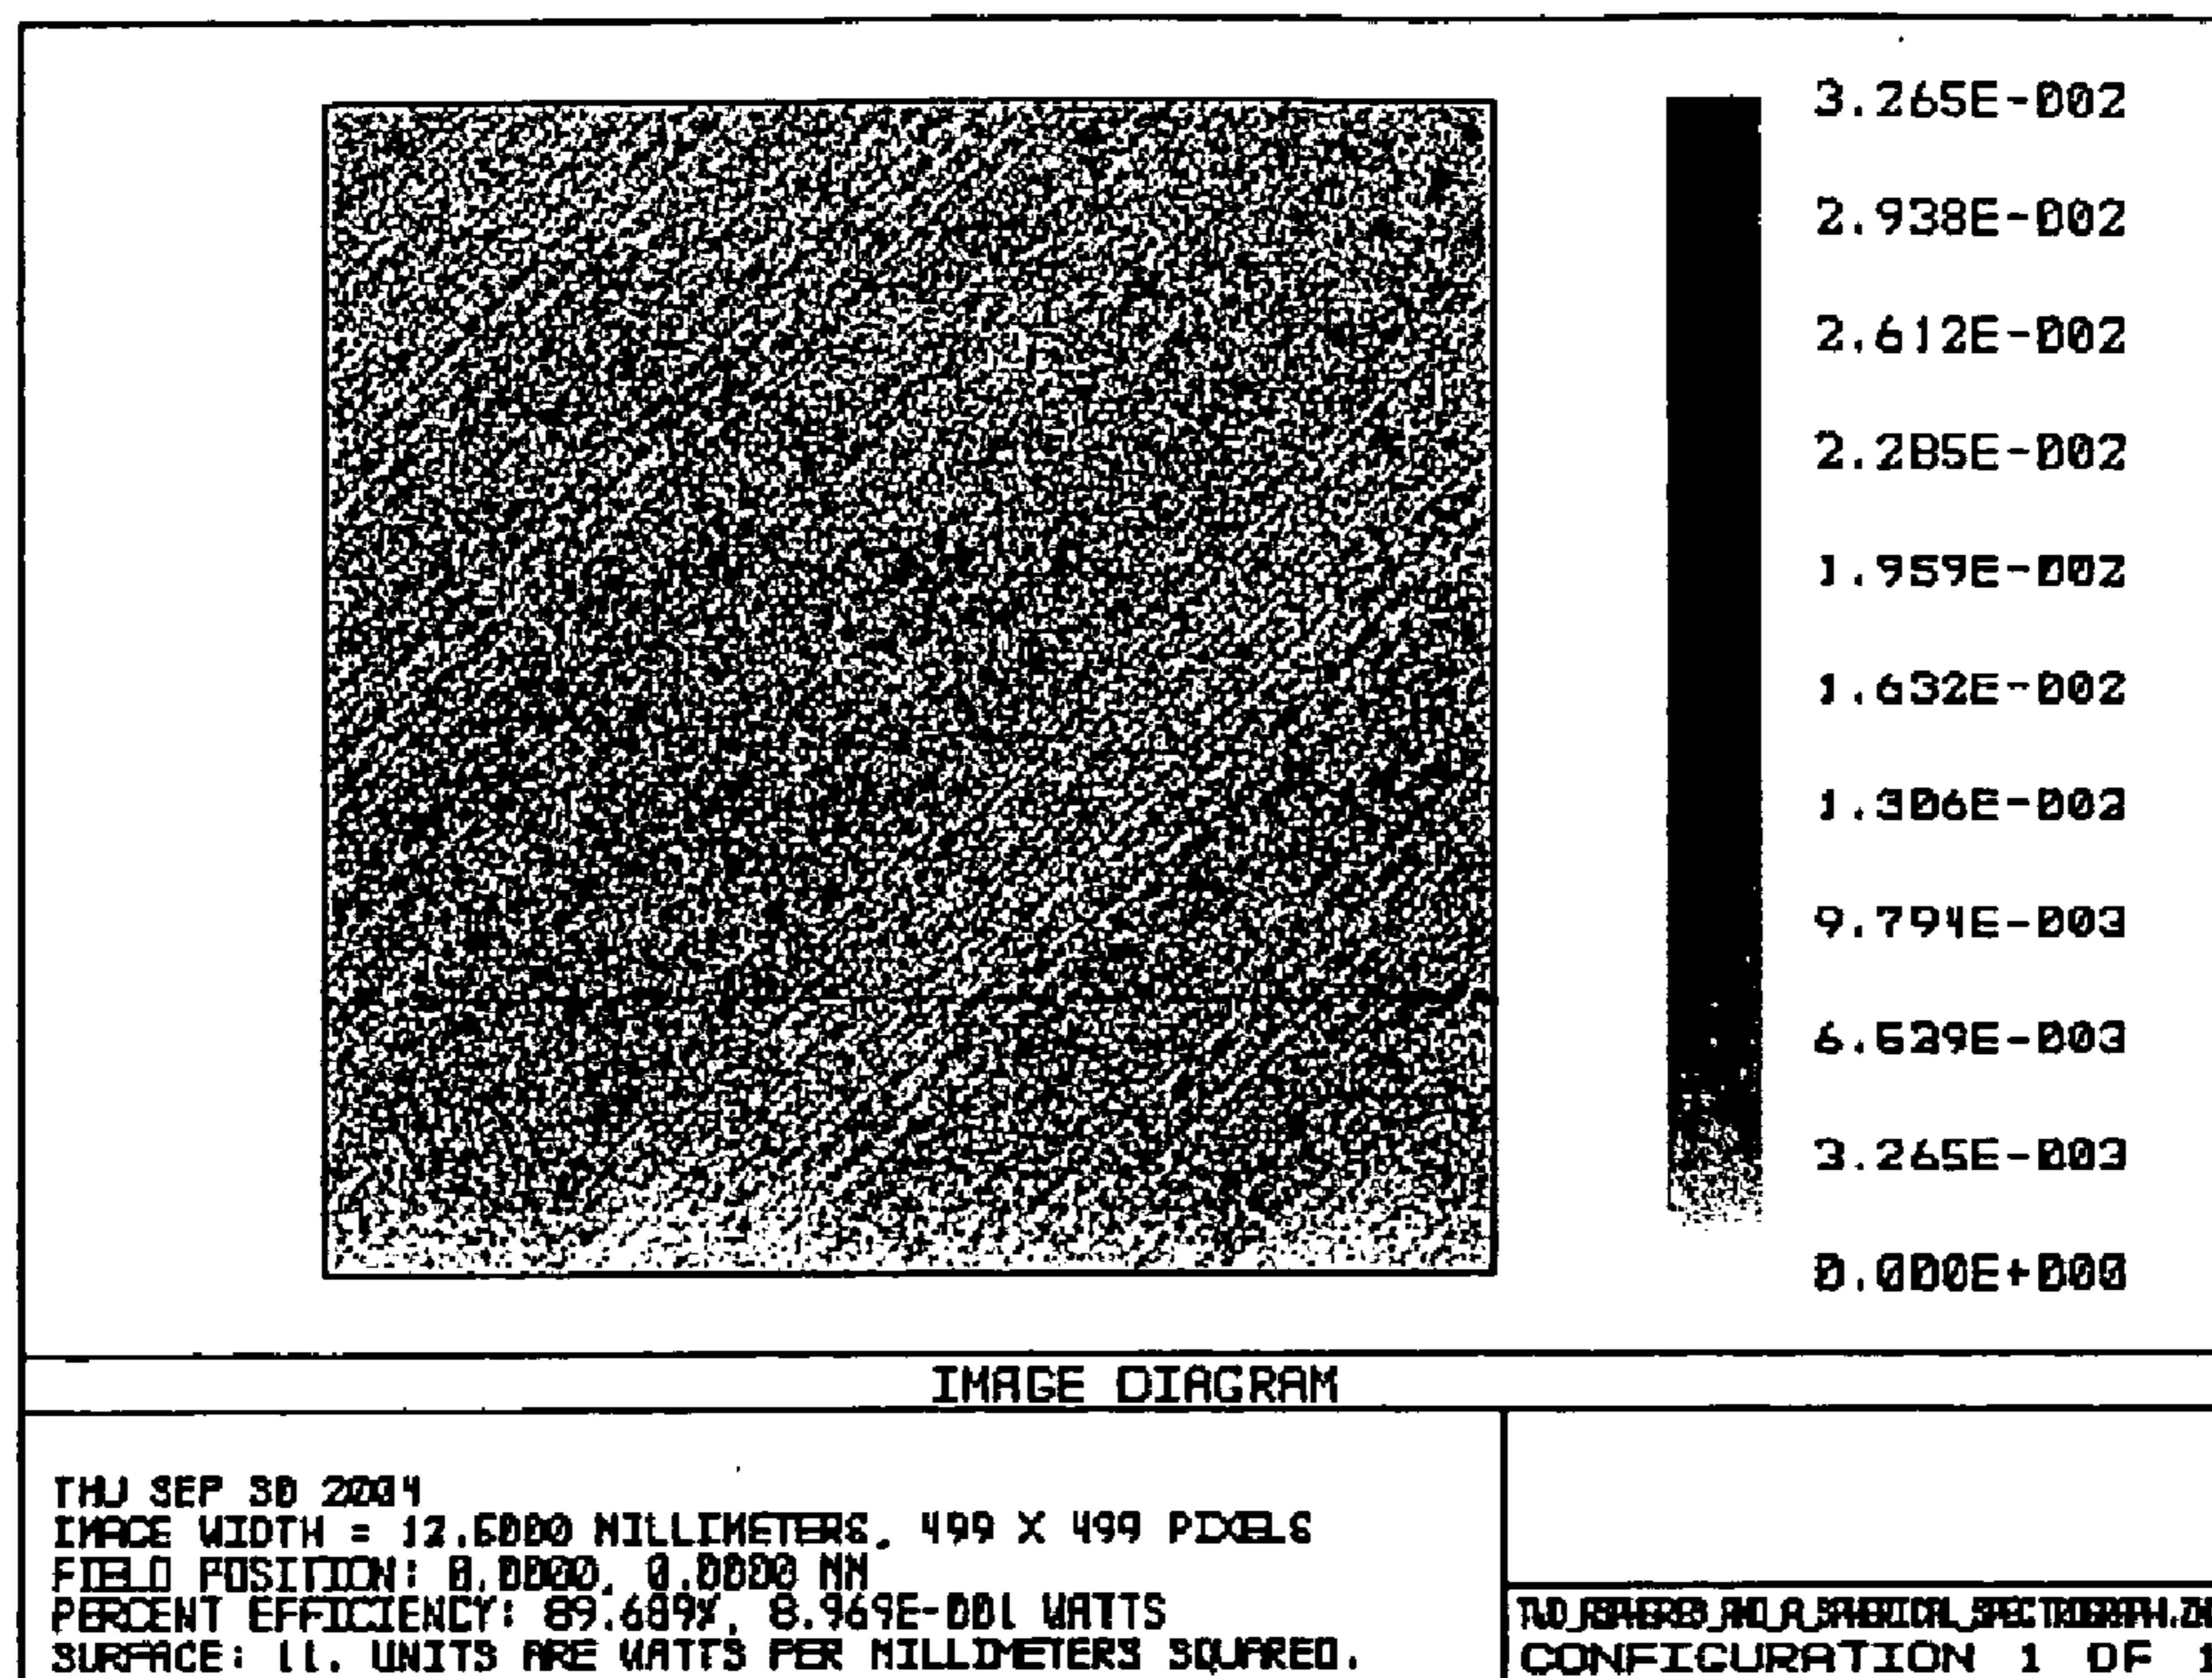 3.265E-002
2.938E-002
2.612E-002
2.285E-002
1.959E-002
1.632E-002
1.306E-002
9.794E-003
6.529E-003
3.265E-003
0.000E+000
IMAGE DIAGRAM
THU SEP 30 2004
IMAGE WIDTH = 12.6000 MILLIMETERS, 499 X 499 PIXELS
FIELD POSITION: 0.0000, 0.0000 MM
PERCENT EFFICIENCY: 89.689%, 8.969E-001 WATTS
SURFACE: 11. UNITS ARE WATTS PER MILLIMETERS SQUARED.
CONFIGURATION 1 OF 1